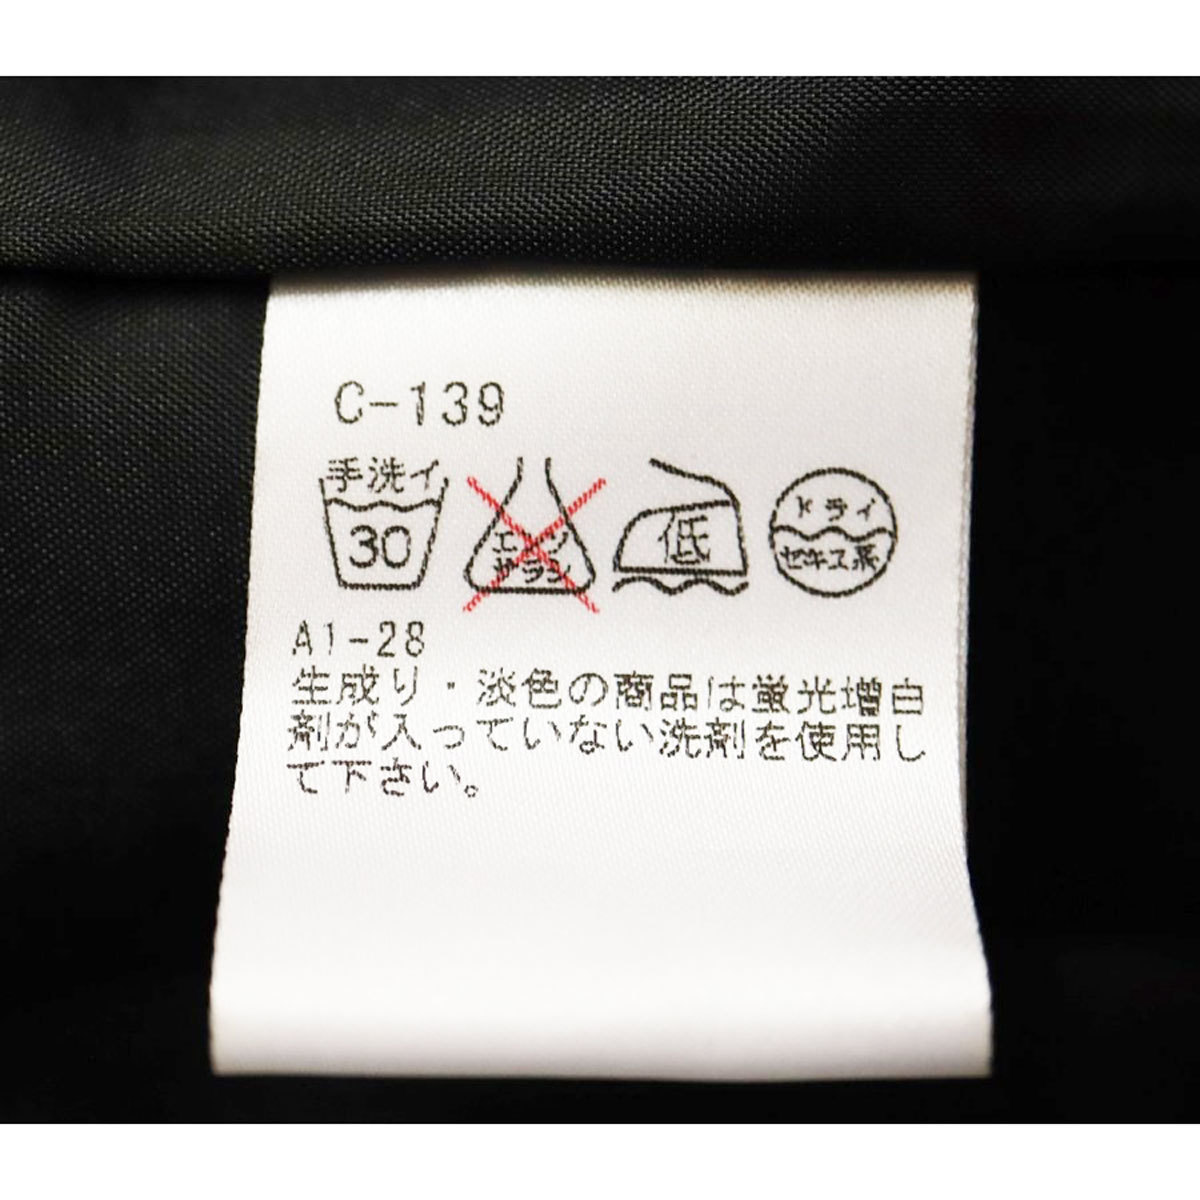 C-139
手洗イ
30
エンソ
サラシ
低
ドライ
セキユ系
A1-28
生成り・淡色の商品は蛍光増白
剤が入っていない洗剤を使用し
て下さい。